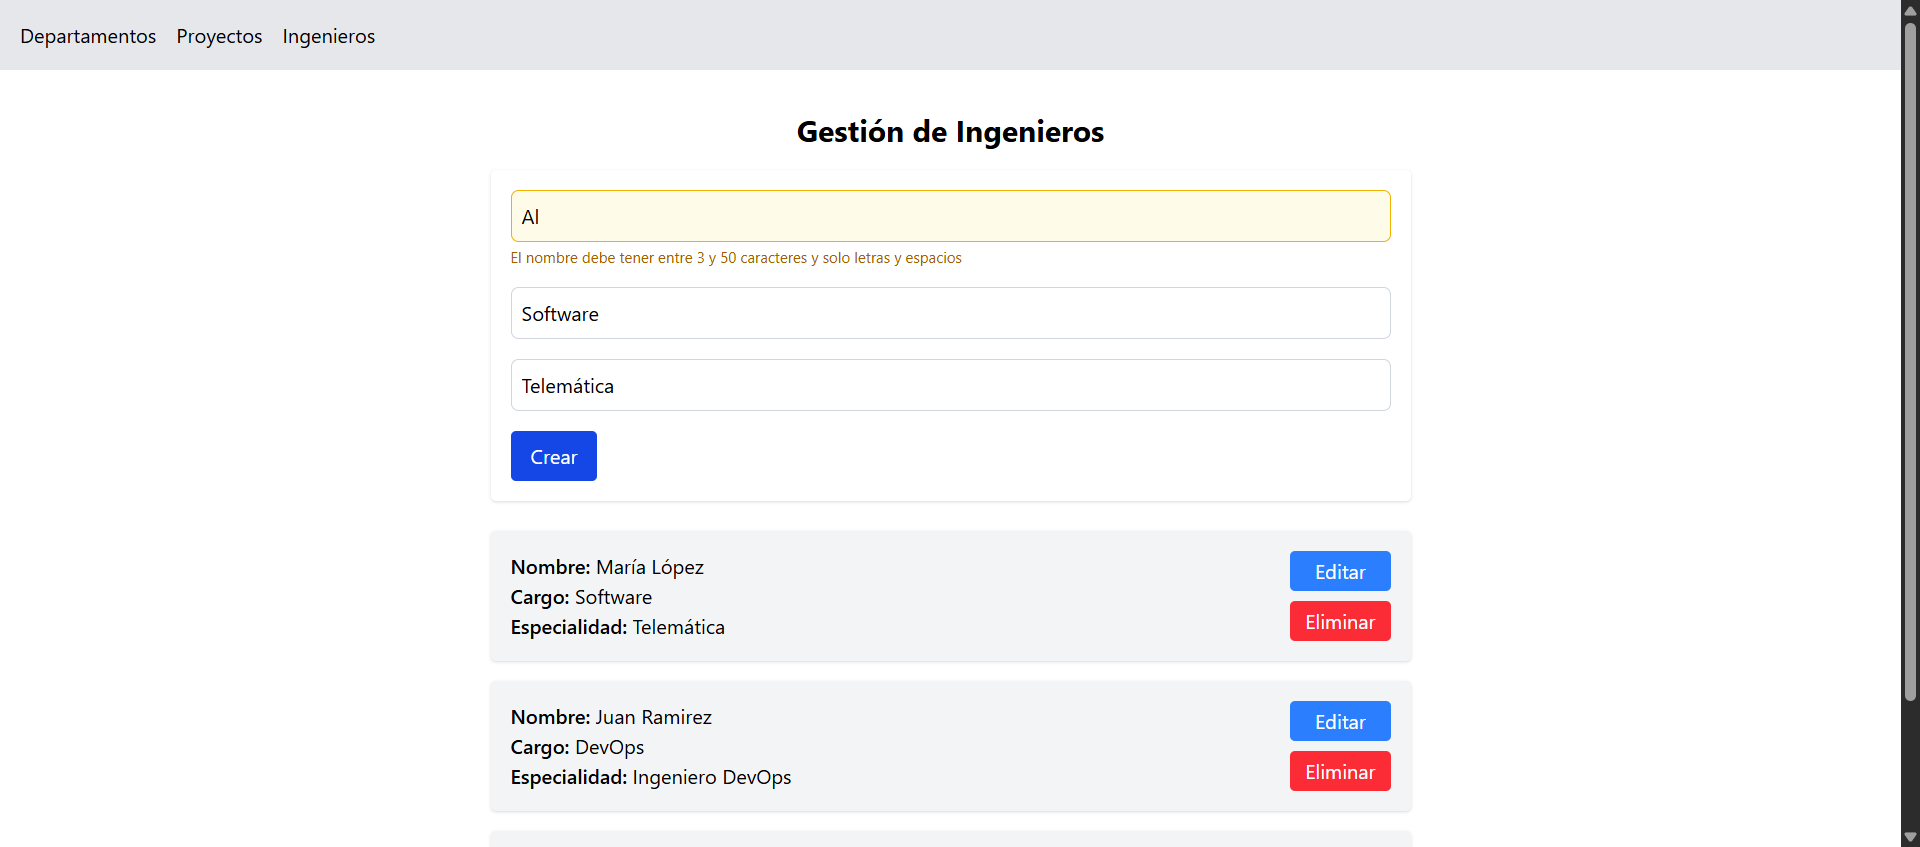 Departamentos Proyectos Ingenieros
Gestión de Ingenieros
Al
El nombre debe tener entre 3 y 50 caracteres y solo letras y espacios
Software
Telemática
Crear
Nombre: María López
Cargo: Software
Especialidad: Telemática
Editar
Eliminar
Nombre: Juan Ramirez
Cargo: DevOps
Especialidad: Ingeniero DevOps
Editar
Eliminar